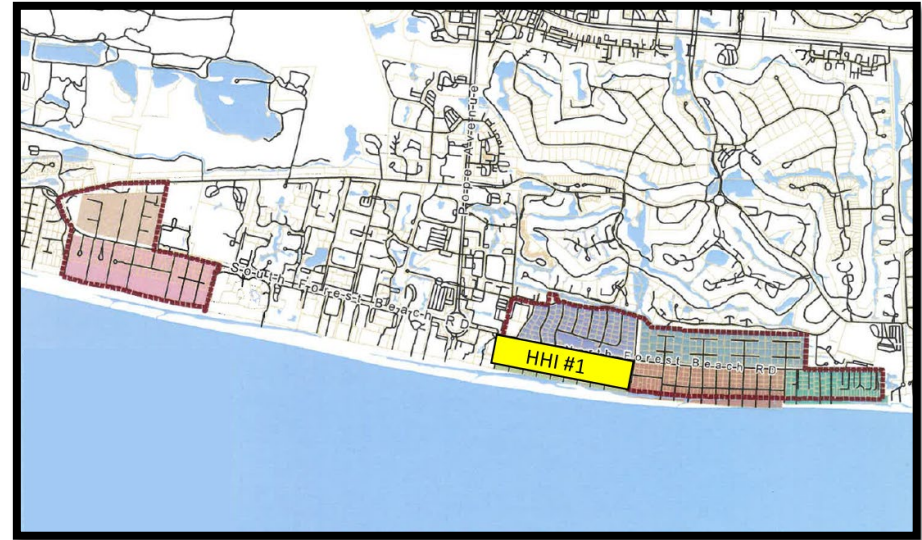 Pope Avenue
South Forest Beach RD
North Forest Beach RD
HHI #1